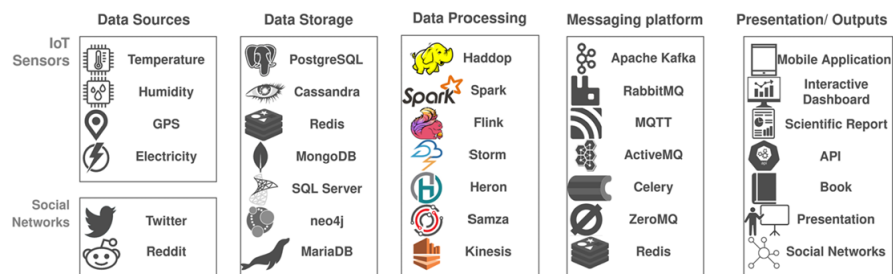 Data Sources
Data Storage
Data Processing
Messaging platform
Presentation/ Outputs
IoT
Sensors
Temperature
Humidity
GPS
Electricity
Social
Networks
Twitter
Reddit
PostgreSQL
Cassandra
Redis
MongoDB
SQL Server
neo4j
MariaDB
Haddop
Spark
Spark
Flink
Storm
Heron
Samza
Kinesis
Apache Kafka
RabbitMQ
MQTT
ActiveMQ
Celery
ZeroMQ
Redis
Mobile Application
Interactive
Dashboard
Scientific Report
API
Book
Presentation
Social Networks